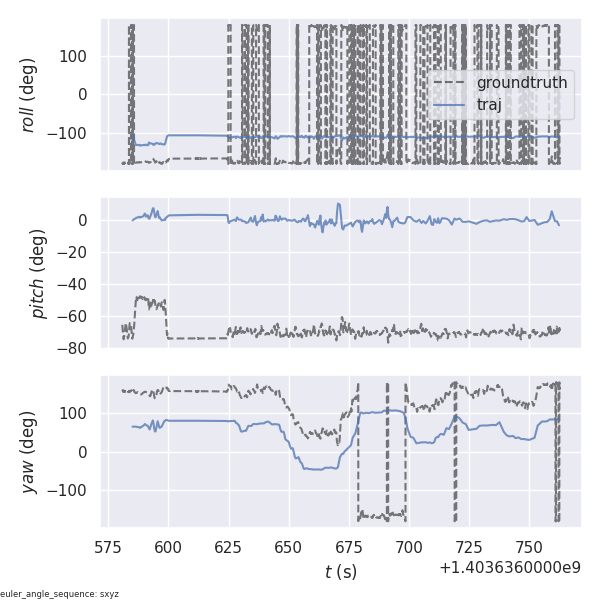 100
0
−100
roll (deg)
groundtruth
traj
0
−20
−40
−60
−80
pitch (deg)
100
0
−100
yaw (deg)
575 600 625 650 675 700 725 750
t (s)
+1.4036360000e9
euler_angle_sequence: sxyz